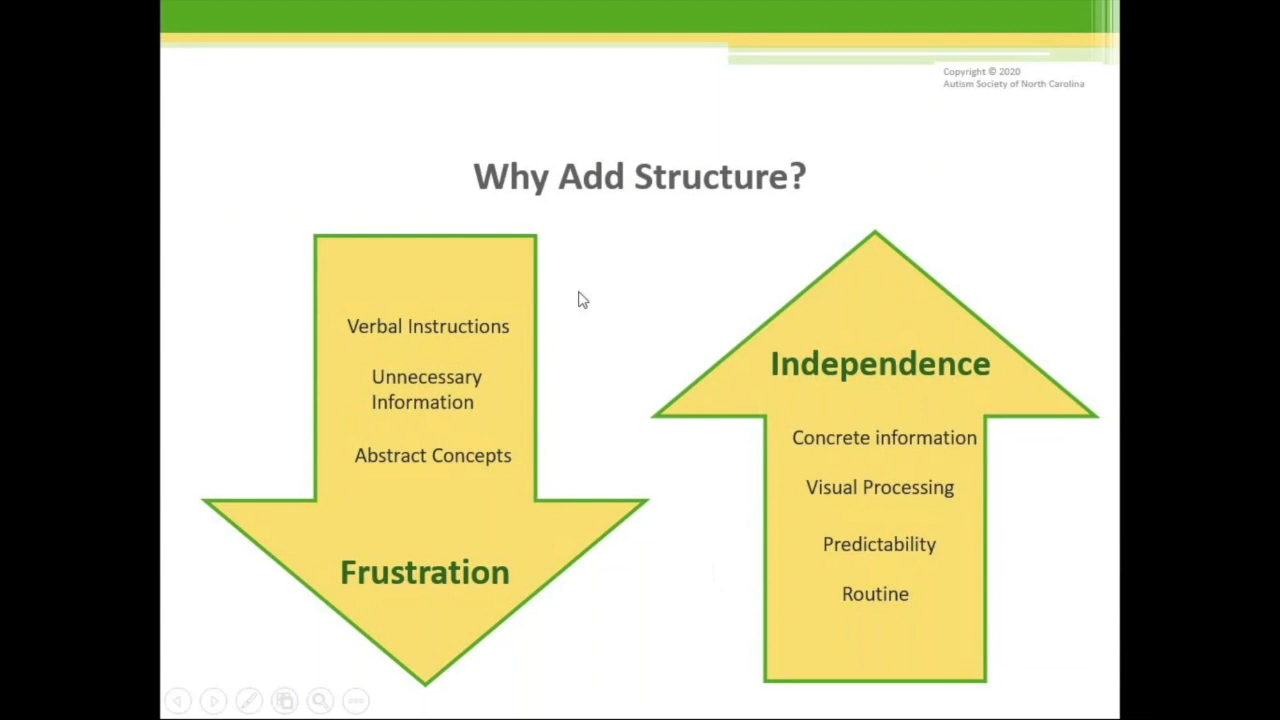 Copyright © 2020
Autism Society of North Carolina
Why Add Structure?
Verbal Instructions
Unnecessary
Information
Abstract Concepts
Frustration
Independence
Concrete information
Visual Processing
Predictability
Routine